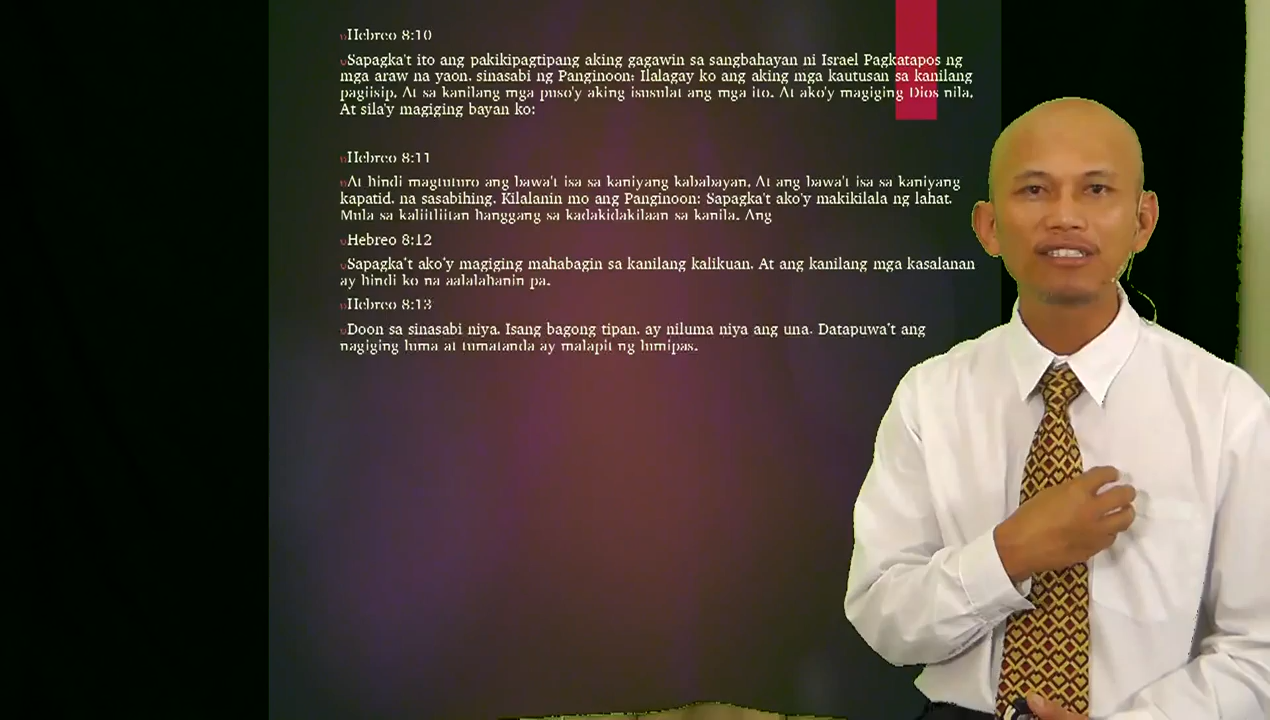 Hebreo 8:10
Sapagka't ito ang pakikipagtipang aking gagawin sa sangbahayan ni Israel Pagkatapos ng
mga araw na yaon, sinasabi ng Panginoon; Ilalagay ko ang aking mga kautusan sa kanilang
pagiisip, At sa kanilang mga puso'y aking isusulat ang mga ito. At ako'y magiging Dios nila,
At sila'y magiging bayan ko:
Hebreo 8:11
At hindi magtuturo ang bawa't isa sa kaniyang kababayan, At ang bawa't isa sa kaniyang
kapatid, na sasabihing, Kilalanin mo ang Panginoon: Sapagka't ako'y makikilala ng lahat,
Mula sa kaliitliitan hanggang sa kadakidakilaan sa kanila. Ang
Hebreo 8:12
Sapagka't ako'y magiging mahabagin sa kanilang kalikuan, At ang kanilang mga kasalanan
ay hindi ko na aalalahanin pa.
Hebreo 8:13
Doon sa sinasabi niya, Isang bagong tipan, ay niluma niya ang una. Datapuwa't ang
nagiging luma at tumatanda ay malapit ng lumipas.